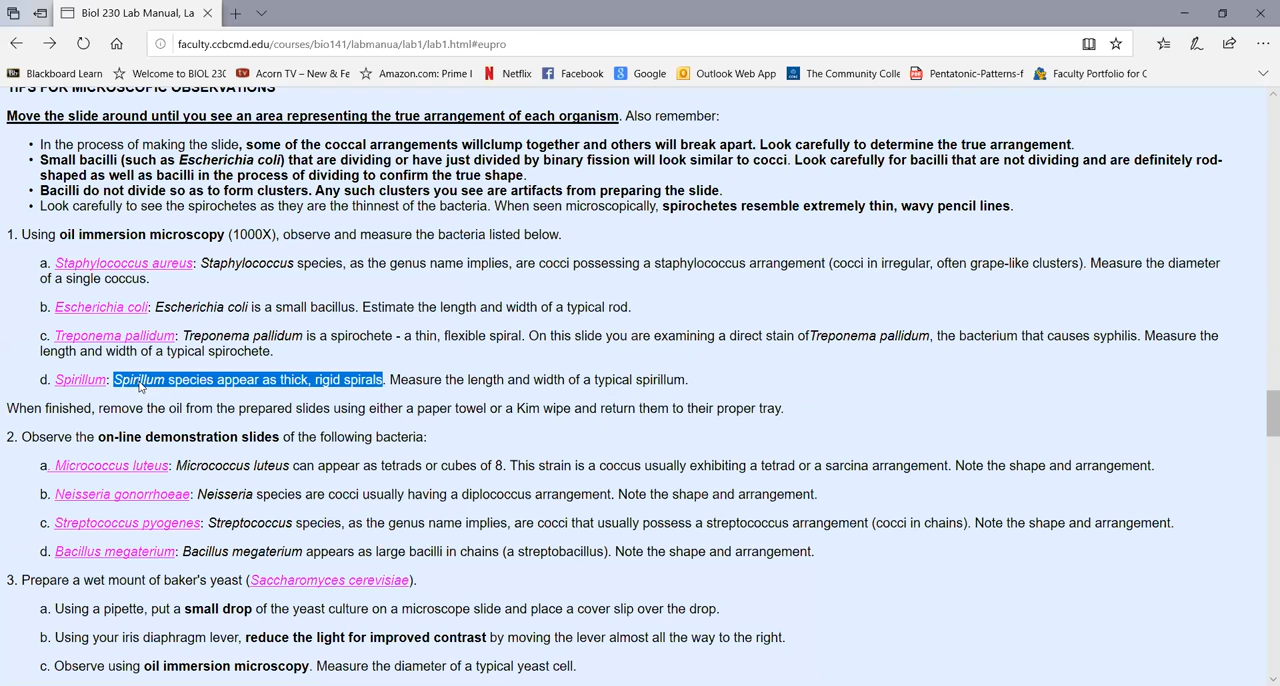 Biol 230 Lab Manual, La
faculty.ccbcmd.edu/courses/bio141/labmanua/lab1/lab1.html#eupro
Blackboard Learn Welcome to BIOL 230 Acorn TV – New & Fe Amazon.com: Prime I Netflix Facebook Google Outlook Web App The Community Colle Pentatonic-Patterns-f Faculty Portfolio for C
TIPS FOR MICROSCOPIC OBSERVATIONS
Move the slide around until you see an area representing the true arrangement of each organism. Also remember:
• In the process of making the slide, some of the coccal arrangements willclump together and others will break apart. Look carefully to determine the true arrangement.
• Small bacilli (such as Escherichia coli) that are dividing or have just divided by binary fission will look similar to cocci. Look carefully for bacilli that are not dividing and are definitely rod-
shaped as well as bacilli in the process of dividing to confirm the true shape.
• Bacilli do not divide so as to form clusters. Any such clusters you see are artifacts from preparing the slide.
• Look carefully to see the spirochetes as they are the thinnest of the bacteria. When seen microscopically, spirochetes resemble extremely thin, wavy pencil lines.
1. Using oil immersion microscopy (1000X), observe and measure the bacteria listed below.
a. Staphylococcus aureus: Staphylococcus species, as the genus name implies, are cocci possessing a staphylococcus arrangement (cocci in irregular, often grape-like clusters). Measure the diameter
of a single coccus.
b. Escherichia coli: Escherichia coli is a small bacillus. Estimate the length and width of a typical rod.
c. Treponema pallidum: Treponema pallidum is a spirochete - a thin, flexible spiral. On this slide you are examining a direct stain ofTreponema pallidum, the bacterium that causes syphilis. Measure the
length and width of a typical spirochete.
d. Spirillum: Spirillum species appear as thick, rigid spirals. Measure the length and width of a typical spirillum.
When finished, remove the oil from the prepared slides using either a paper towel or a Kim wipe and return them to their proper tray.
2. Observe the on-line demonstration slides of the following bacteria:
a. Micrococcus luteus: Micrococcus luteus can appear as tetrads or cubes of 8. This strain is a coccus usually exhibiting a tetrad or a sarcina arrangement. Note the shape and arrangement.
b. Neisseria gonorrhoeae: Neisseria species are cocci usually having a diplococcus arrangement. Note the shape and arrangement.
c. Streptococcus pyogenes: Streptococcus species, as the genus name implies, are cocci that usually possess a streptococcus arrangement (cocci in chains). Note the shape and arrangement.
d. Bacillus megaterium: Bacillus megaterium appears as large bacilli in chains (a streptobacillus). Note the shape and arrangement.
3. Prepare a wet mount of baker's yeast (Saccharomyces cerevisiae).
a. Using a pipette, put a small drop of the yeast culture on a microscope slide and place a cover slip over the drop.
b. Using your iris diaphragm lever, reduce the light for improved contrast by moving the lever almost all the way to the right.
c. Observe using oil immersion microscopy. Measure the diameter of a typical yeast cell.